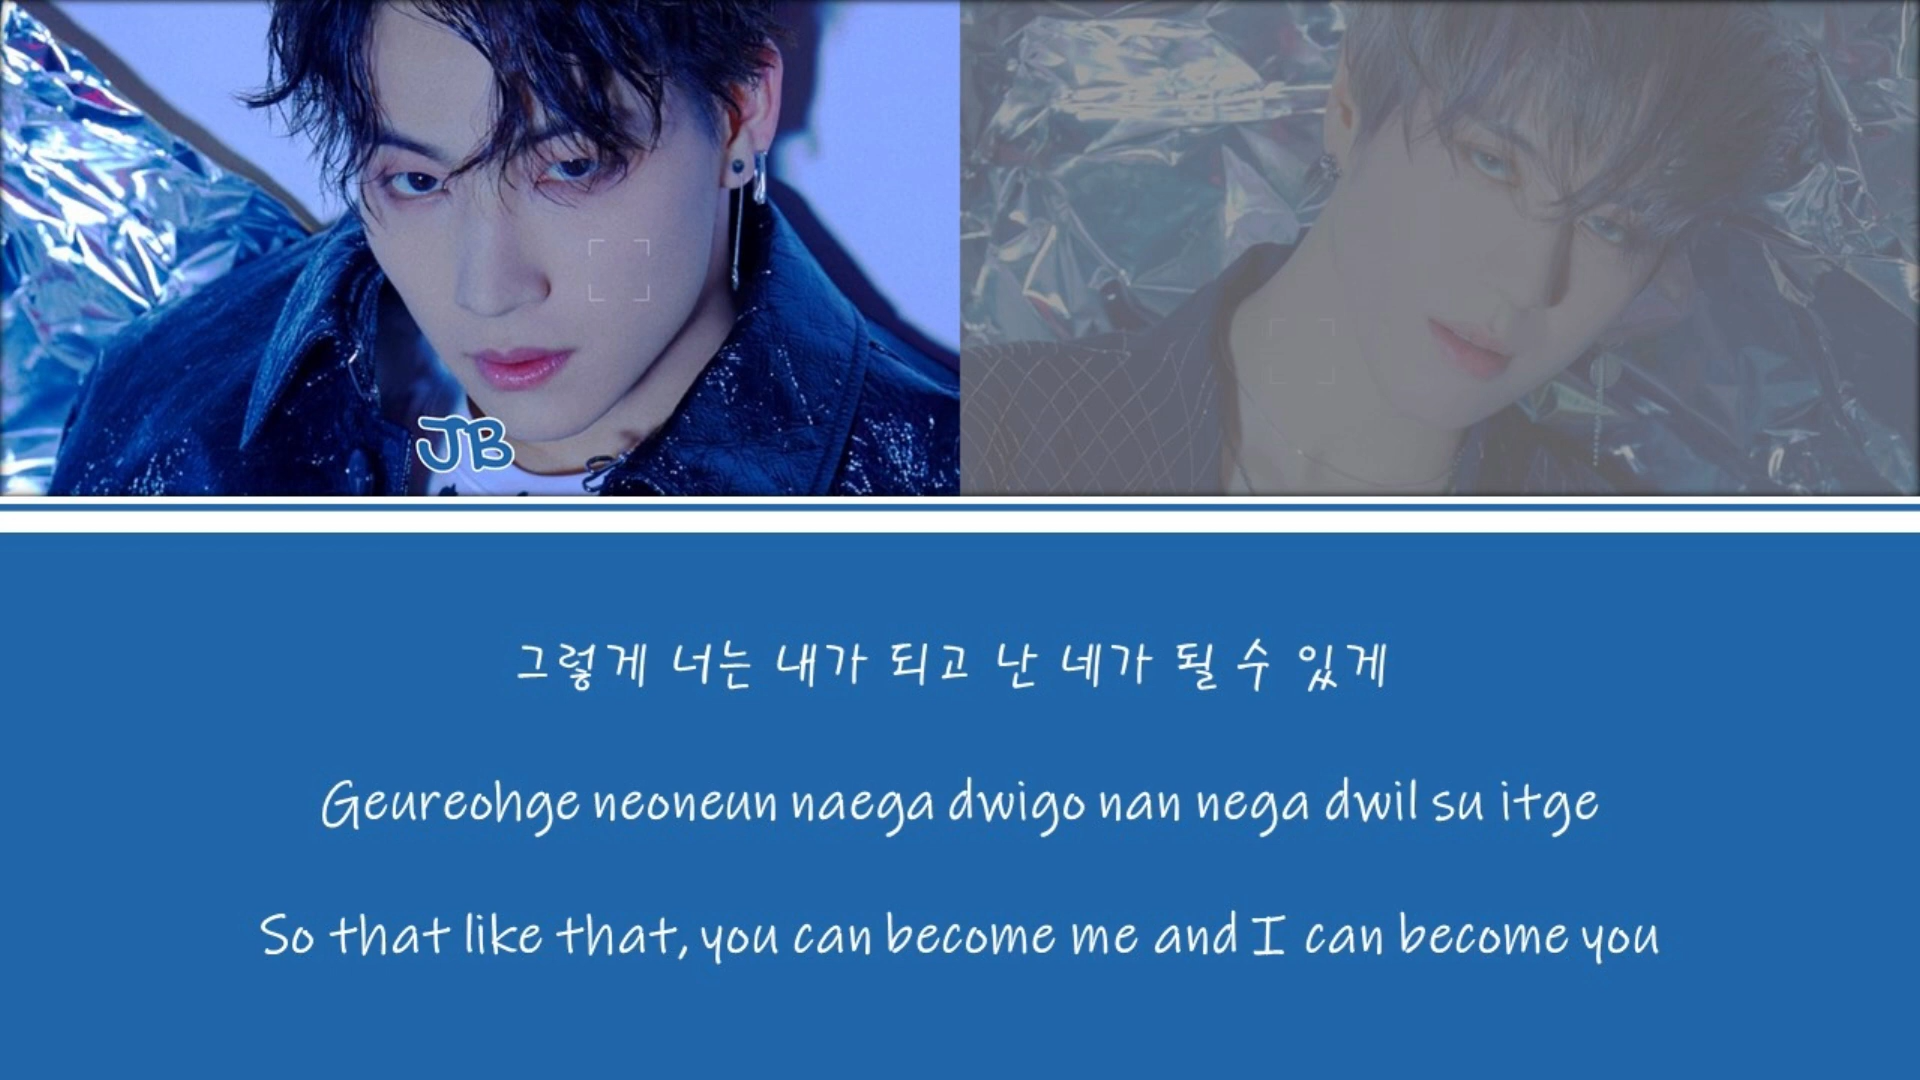 JB
그렇게 너는 내가 되고 난 네가 될 수 있게
Geureohge neoneun naega dwigo nan nega dwil su itge
So that like that, you can become me and I can become you